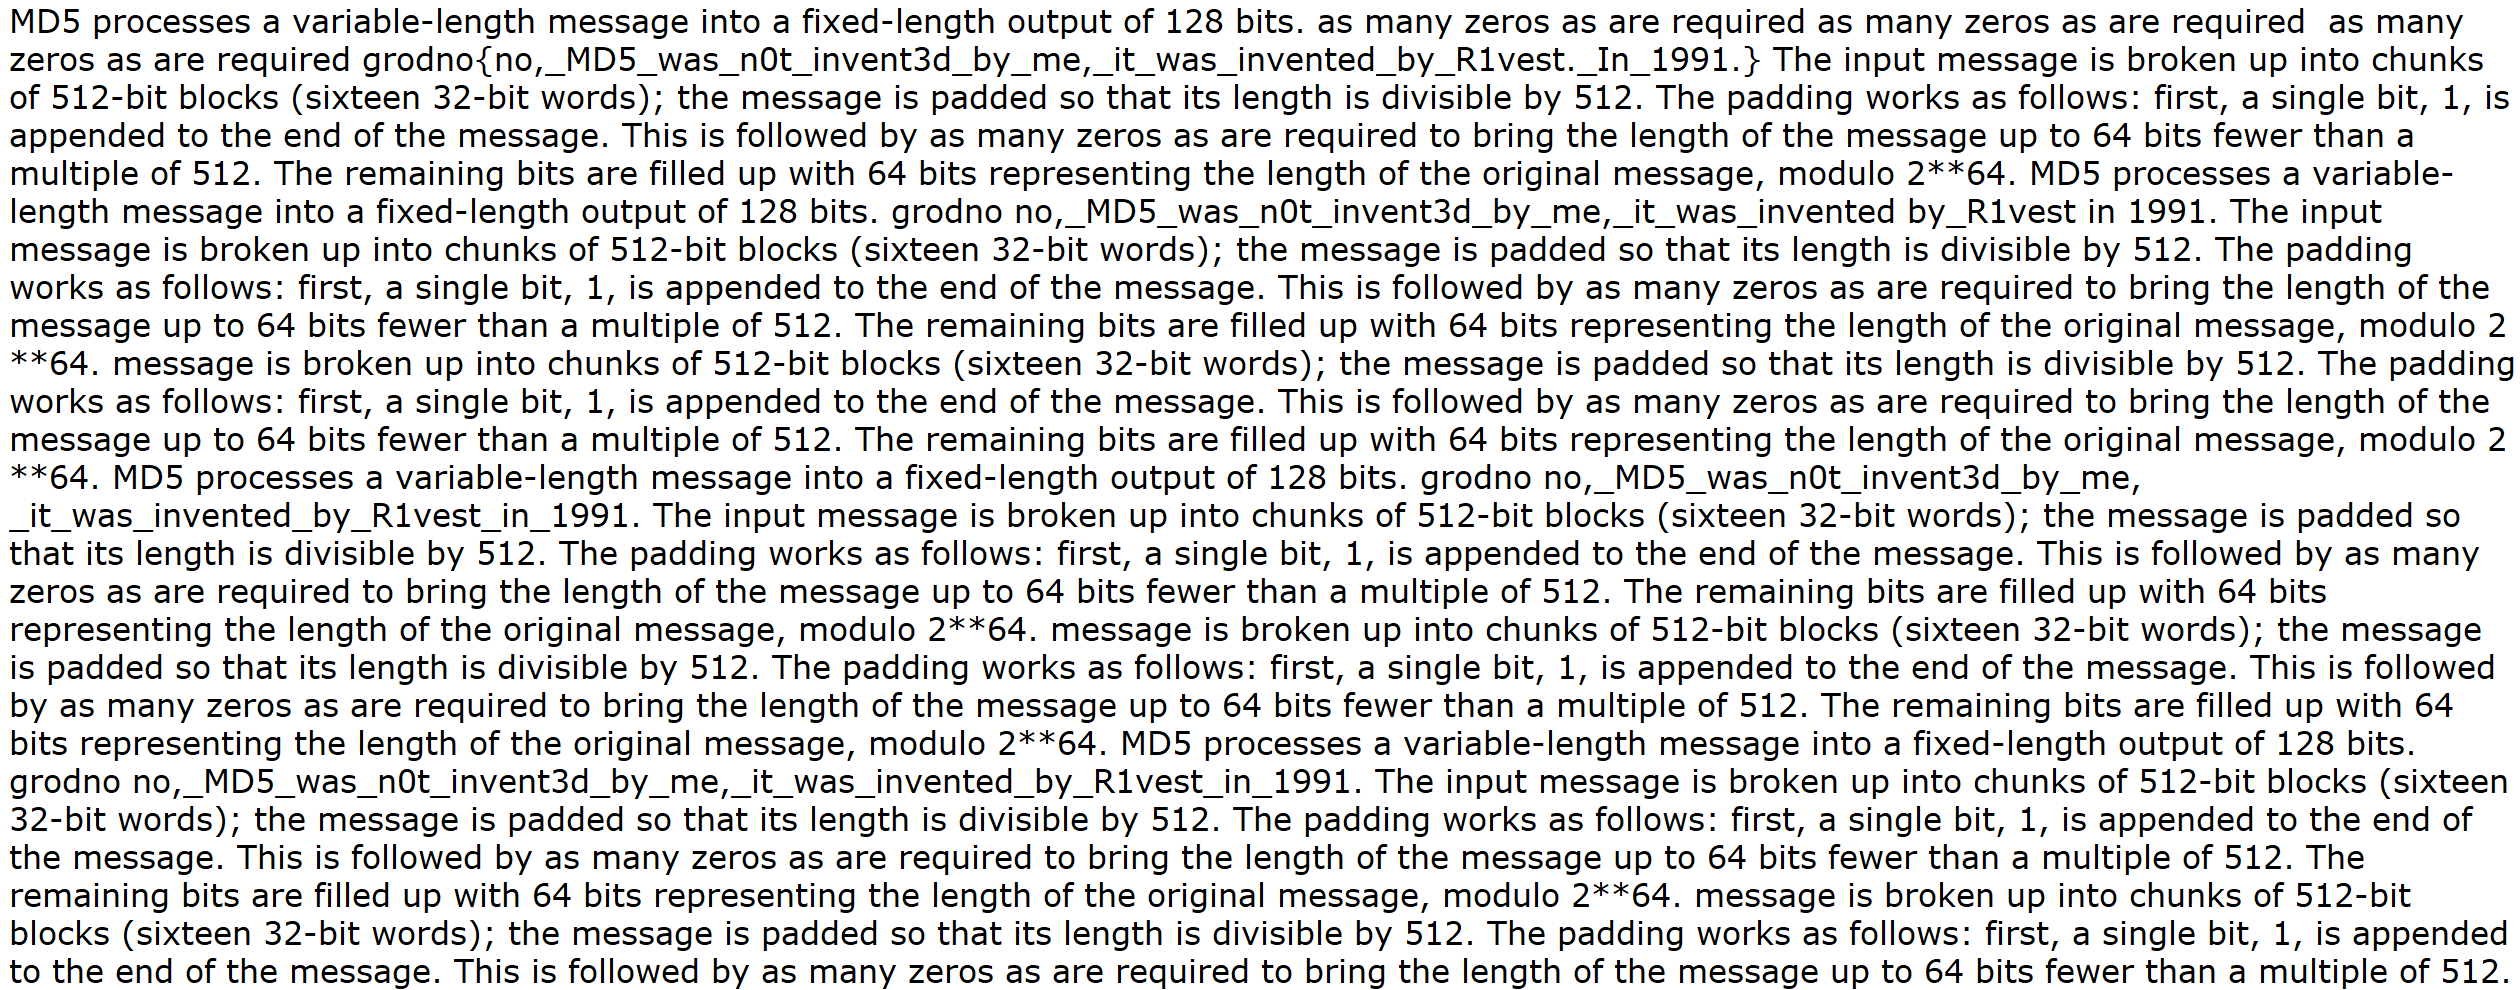 MD5 processes a variable-length message into a fixed-length output of 128 bits. as many zeros as are required as many zeros as are required  as many
zeros as are required grodno{no,_MD5_was_n0t_invent3d_by_me,_it_was_invented_by_R1vest._In_1991.} The input message is broken up into chunks
of 512-bit blocks (sixteen 32-bit words); the message is padded so that its length is divisible by 512. The padding works as follows: first, a single bit, 1, is
appended to the end of the message. This is followed by as many zeros as are required to bring the length of the message up to 64 bits fewer than a
multiple of 512. The remaining bits are filled up with 64 bits representing the length of the original message, modulo 2**64. MD5 processes a variable-
length message into a fixed-length output of 128 bits. grodno no,_MD5_was_n0t_invent3d_by_me,_it_was_invented by_R1vest in 1991. The input
message is broken up into chunks of 512-bit blocks (sixteen 32-bit words); the message is padded so that its length is divisible by 512. The padding
works as follows: first, a single bit, 1, is appended to the end of the message. This is followed by as many zeros as are required to bring the length of the
message up to 64 bits fewer than a multiple of 512. The remaining bits are filled up with 64 bits representing the length of the original message, modulo 2
**64. message is broken up into chunks of 512-bit blocks (sixteen 32-bit words); the message is padded so that its length is divisible by 512. The padding
works as follows: first, a single bit, 1, is appended to the end of the message. This is followed by as many zeros as are required to bring the length of the
message up to 64 bits fewer than a multiple of 512. The remaining bits are filled up with 64 bits representing the length of the original message, modulo 2
**64. MD5 processes a variable-length message into a fixed-length output of 128 bits. grodno no,_MD5_was_n0t_invent3d_by_me,
_it_was_invented_by_R1vest_in_1991. The input message is broken up into chunks of 512-bit blocks (sixteen 32-bit words); the message is padded so
that its length is divisible by 512. The padding works as follows: first, a single bit, 1, is appended to the end of the message. This is followed by as many
zeros as are required to bring the length of the message up to 64 bits fewer than a multiple of 512. The remaining bits are filled up with 64 bits
representing the length of the original message, modulo 2**64. message is broken up into chunks of 512-bit blocks (sixteen 32-bit words); the message
is padded so that its length is divisible by 512. The padding works as follows: first, a single bit, 1, is appended to the end of the message. This is followed
by as many zeros as are required to bring the length of the message up to 64 bits fewer than a multiple of 512. The remaining bits are filled up with 64
bits representing the length of the original message, modulo 2**64. MD5 processes a variable-length message into a fixed-length output of 128 bits.
grodno no,_MD5_was_n0t_invent3d_by_me,_it_was_invented_by_R1vest_in_1991. The input message is broken up into chunks of 512-bit blocks (sixteen
32-bit words); the message is padded so that its length is divisible by 512. The padding works as follows: first, a single bit, 1, is appended to the end of
the message. This is followed by as many zeros as are required to bring the length of the message up to 64 bits fewer than a multiple of 512. The
remaining bits are filled up with 64 bits representing the length of the original message, modulo 2**64. message is broken up into chunks of 512-bit
blocks (sixteen 32-bit words); the message is padded so that its length is divisible by 512. The padding works as follows: first, a single bit, 1, is appended
to the end of the message. This is followed by as many zeros as are required to bring the length of the message up to 64 bits fewer than a multiple of 512.